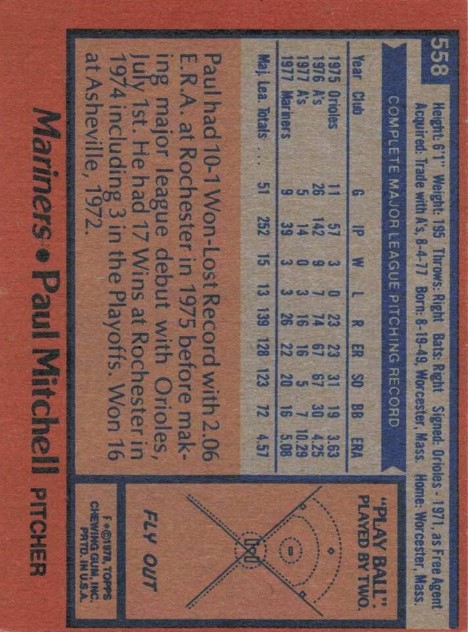 558
Height: 6'1" Weight: 195 Throws: Right Bats: Right Signed: Orioles - 1971, as Free Agent
Acquired: Trade with A's, 8-4-77 Born: 8-19-49, Worcester, Mass. Home: Worcester, Mass.
COMPLETE MAJOR LEAGUE PITCHING RECORD
Year Club G IP W L R ER SO BB ERA
1975 Orioles 11 57 3 0 23 23 31 19 3.63
1976 A's 26 142 9 7 74 67 67 30 4.25
1977 A's 5 14 0 3 16 16 5 7 10.29
1977 Mariners 9 39 3 3 26 22 20 16 5.08
Maj. Lea. Totals ... 51 252 15 13 139 128 123 72 4.57
Paul had 10-1 Won-Lost Record with 2.06
E.R.A. at Rochester in 1975 before mak-
ing major league debut with Orioles,
July 1st. He had 17 Wins at Rochester in
1974 including 3 in the Playoffs. Won 16
at Asheville, 1972.
"PLAY BALL".
PLAYED BY TWO.
FLY OUT
F★©1978, TOPPS
CHEWING GUM, INC.
PRTD. IN U.S.A.
Mariners • Paul Mitchell PITCHER